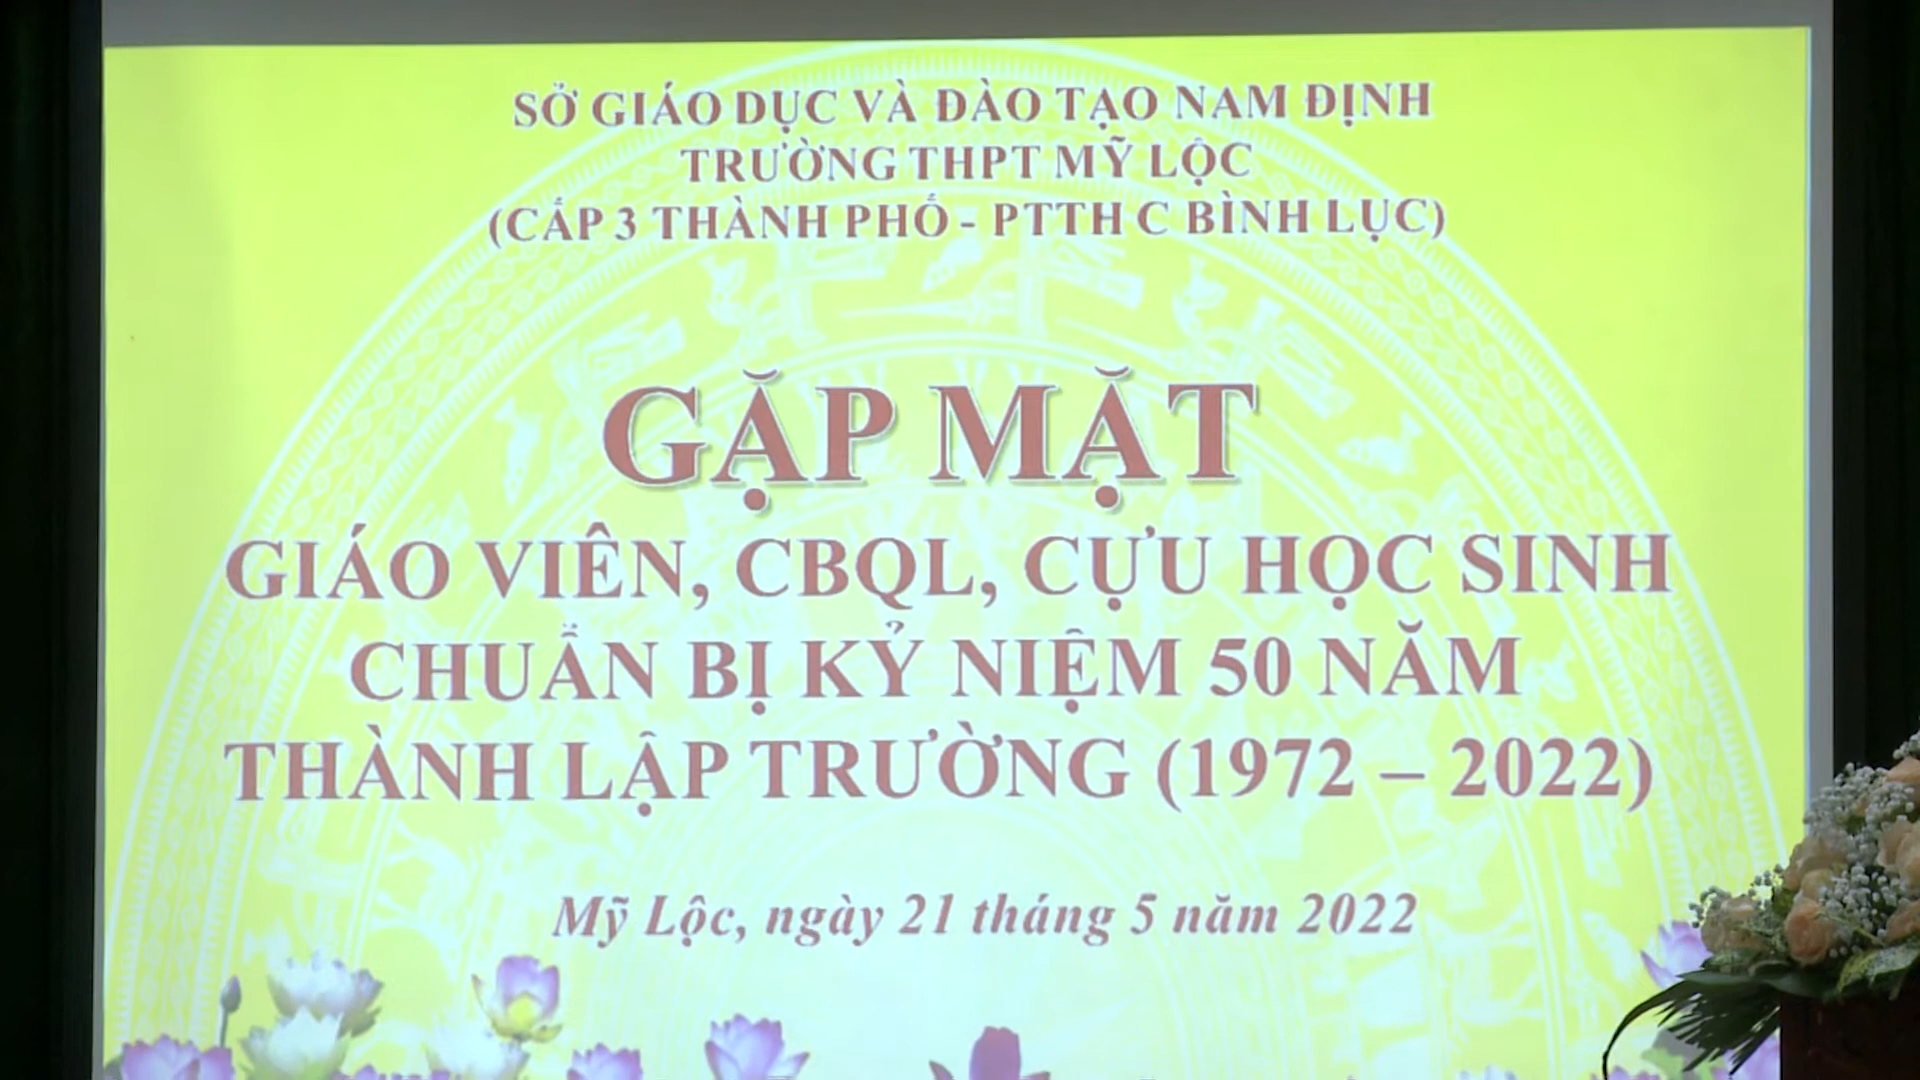 SỞ GIÁO DỤC VÀ ĐÀO TẠO NAM ĐỊNH
TRƯỜNG THPT MỸ LỘC
(CẤP 3 THÀNH PHỐ - PTTH C BÌNH LỤC)
GẶP MẶT
GIÁO VIÊN, CBQL, CỰU HỌC SINH
CHUẨN BỊ KỶ NIỆM 50 NĂM
THÀNH LẬP TRƯỜNG (1972 – 2022)
Mỹ Lộc, ngày 21 tháng 5 năm 2022